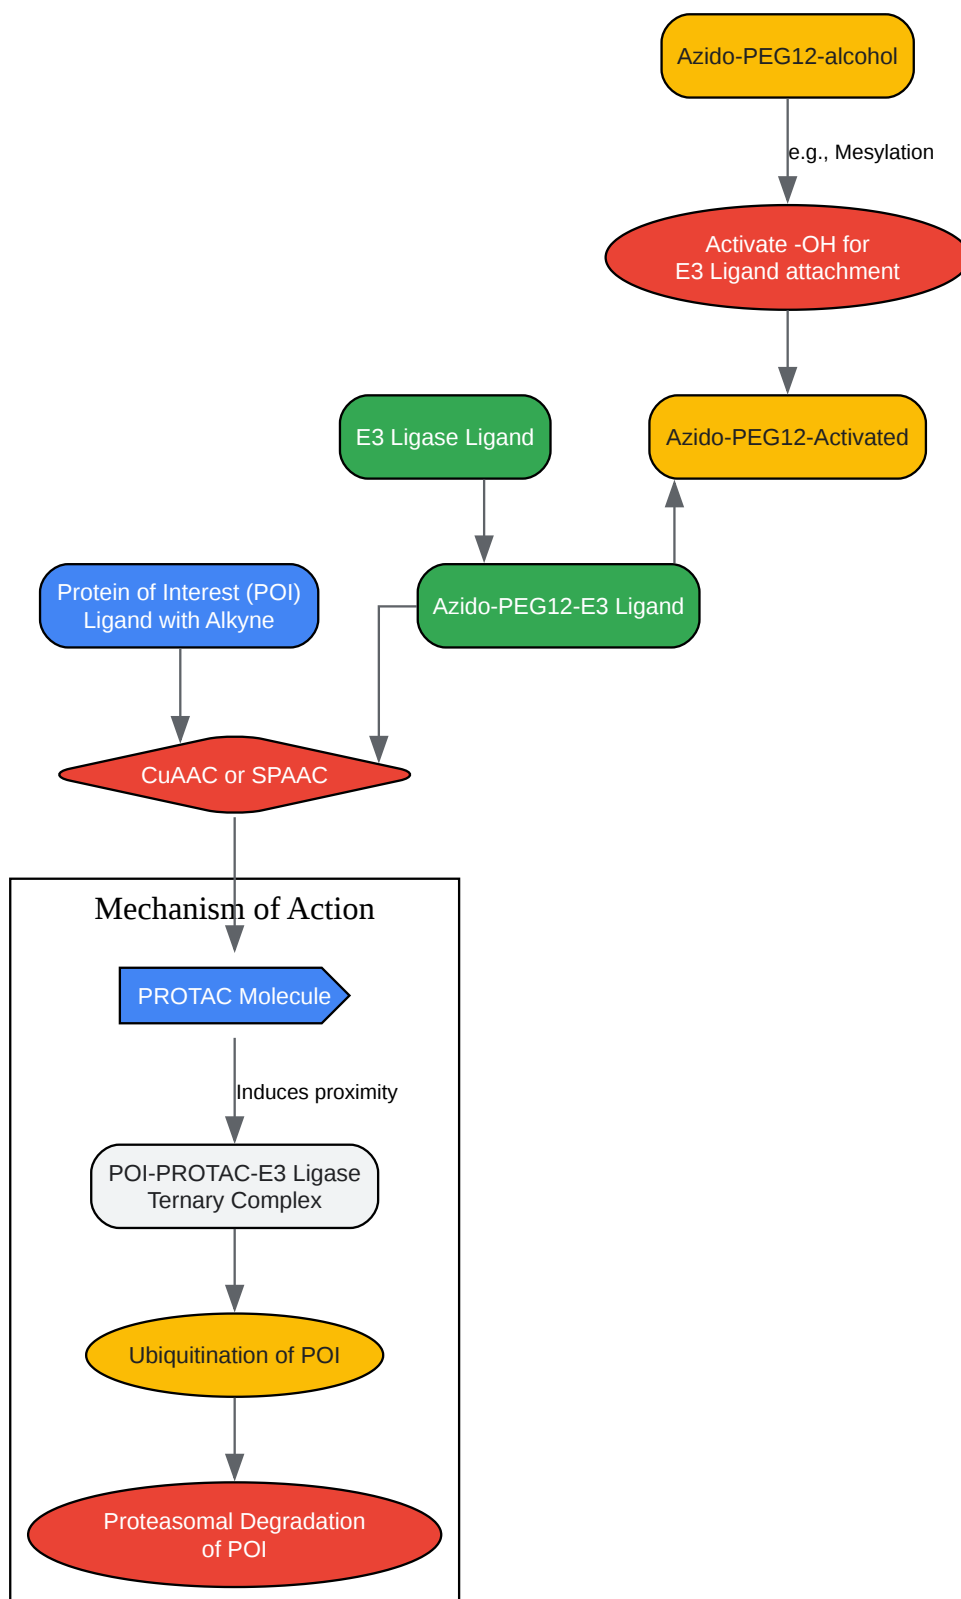 Azido-PEG12-alcohol
e.g., Mesylation
Activate -OH for
E3 Ligand attachment
E3 Ligase Ligand
Azido-PEG12-Activated
Protein of Interest (POI)
Ligand with Alkyne
Azido-PEG12-E3 Ligand
CuAAC or SPAAC
Mechanism of Action
PROTAC Molecule
Induces proximity
POI-PROTAC-E3 Ligase
Ternary Complex
Ubiquitination of POI
Proteasomal Degradation
of POI